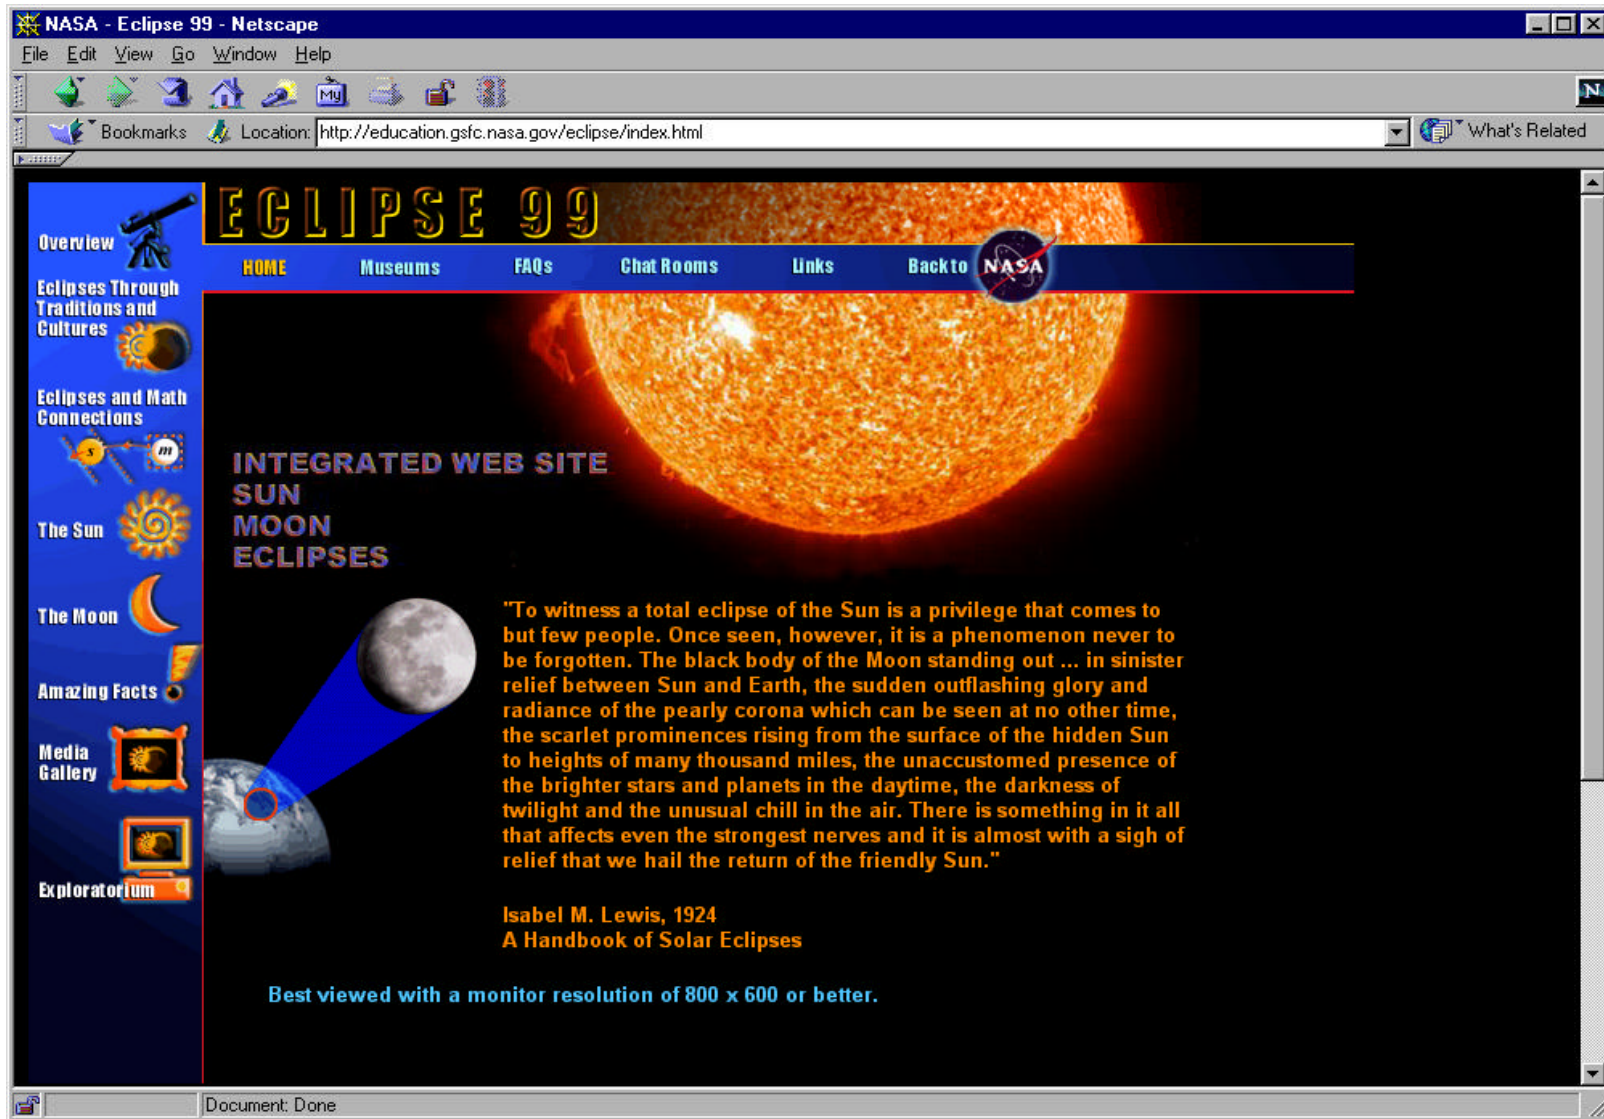 NASA - Eclipse 99 - Netscape
File Edit View Go Window Help
My
N
Bookmarks Location: http://education.gsfc.nasa.gov/eclipse/index.html What's Related
ECLIPSE 99
HOME Museums FAQs Chat Rooms Links Back to NASA
Overview
Eclipses Through
Traditions and
Cultures
Eclipses and Math
Connections
s m
The Sun
The Moon
Amazing Facts
Media
Gallery
Exploratorium
INTEGRATED WEB SITE
SUN
MOON
ECLIPSES
"To witness a total eclipse of the Sun is a privilege that comes to
but few people. Once seen, however, it is a phenomenon never to
be forgotten. The black body of the Moon standing out ... in sinister
relief between Sun and Earth, the sudden outflashing glory and
radiance of the pearly corona which can be seen at no other time,
the scarlet prominences rising from the surface of the hidden Sun
to heights of many thousand miles, the unaccustomed presence of
the brighter stars and planets in the daytime, the darkness of
twilight and the unusual chill in the air. There is something in it all
that affects even the strongest nerves and it is almost with a sigh of
relief that we hail the return of the friendly Sun."
Isabel M. Lewis, 1924
A Handbook of Solar Eclipses
Best viewed with a monitor resolution of 800 x 600 or better.
Document: Done